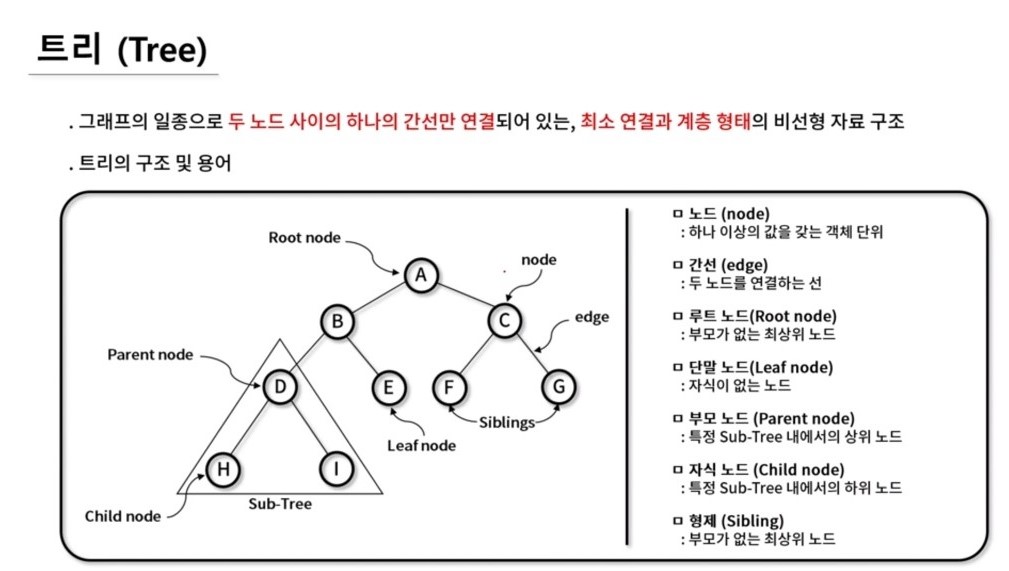 트리 (Tree)
. 그래프의 일종으로 두 노드 사이의 하나의 간선만 연결되어 있는, 최소 연결과 계층 형태의 비선형 자료 구조
. 트리의 구조 및 용어
Root node
A
node
B
C
edge
Parent node
D
E
F
G
Siblings
Leaf node
H
I
Sub-Tree
Child node
ㅁ 노드 (node)
: 하나 이상의 값을 갖는 객체 단위
ㅁ 간선 (edge)
: 두 노드를 연결하는 선
ㅁ 루트 노드(Root node)
: 부모가 없는 최상위 노드
ㅁ 단말 노드(Leaf node)
: 자식이 없는 노드
ㅁ 부모 노드 (Parent node)
: 특정 Sub-Tree 내에서의 상위 노드
ㅁ 자식 노드 (Child node)
: 특정 Sub-Tree 내에서의 하위 노드
ㅁ 형제 (Sibling)
: 부모가 없는 최상위 노드